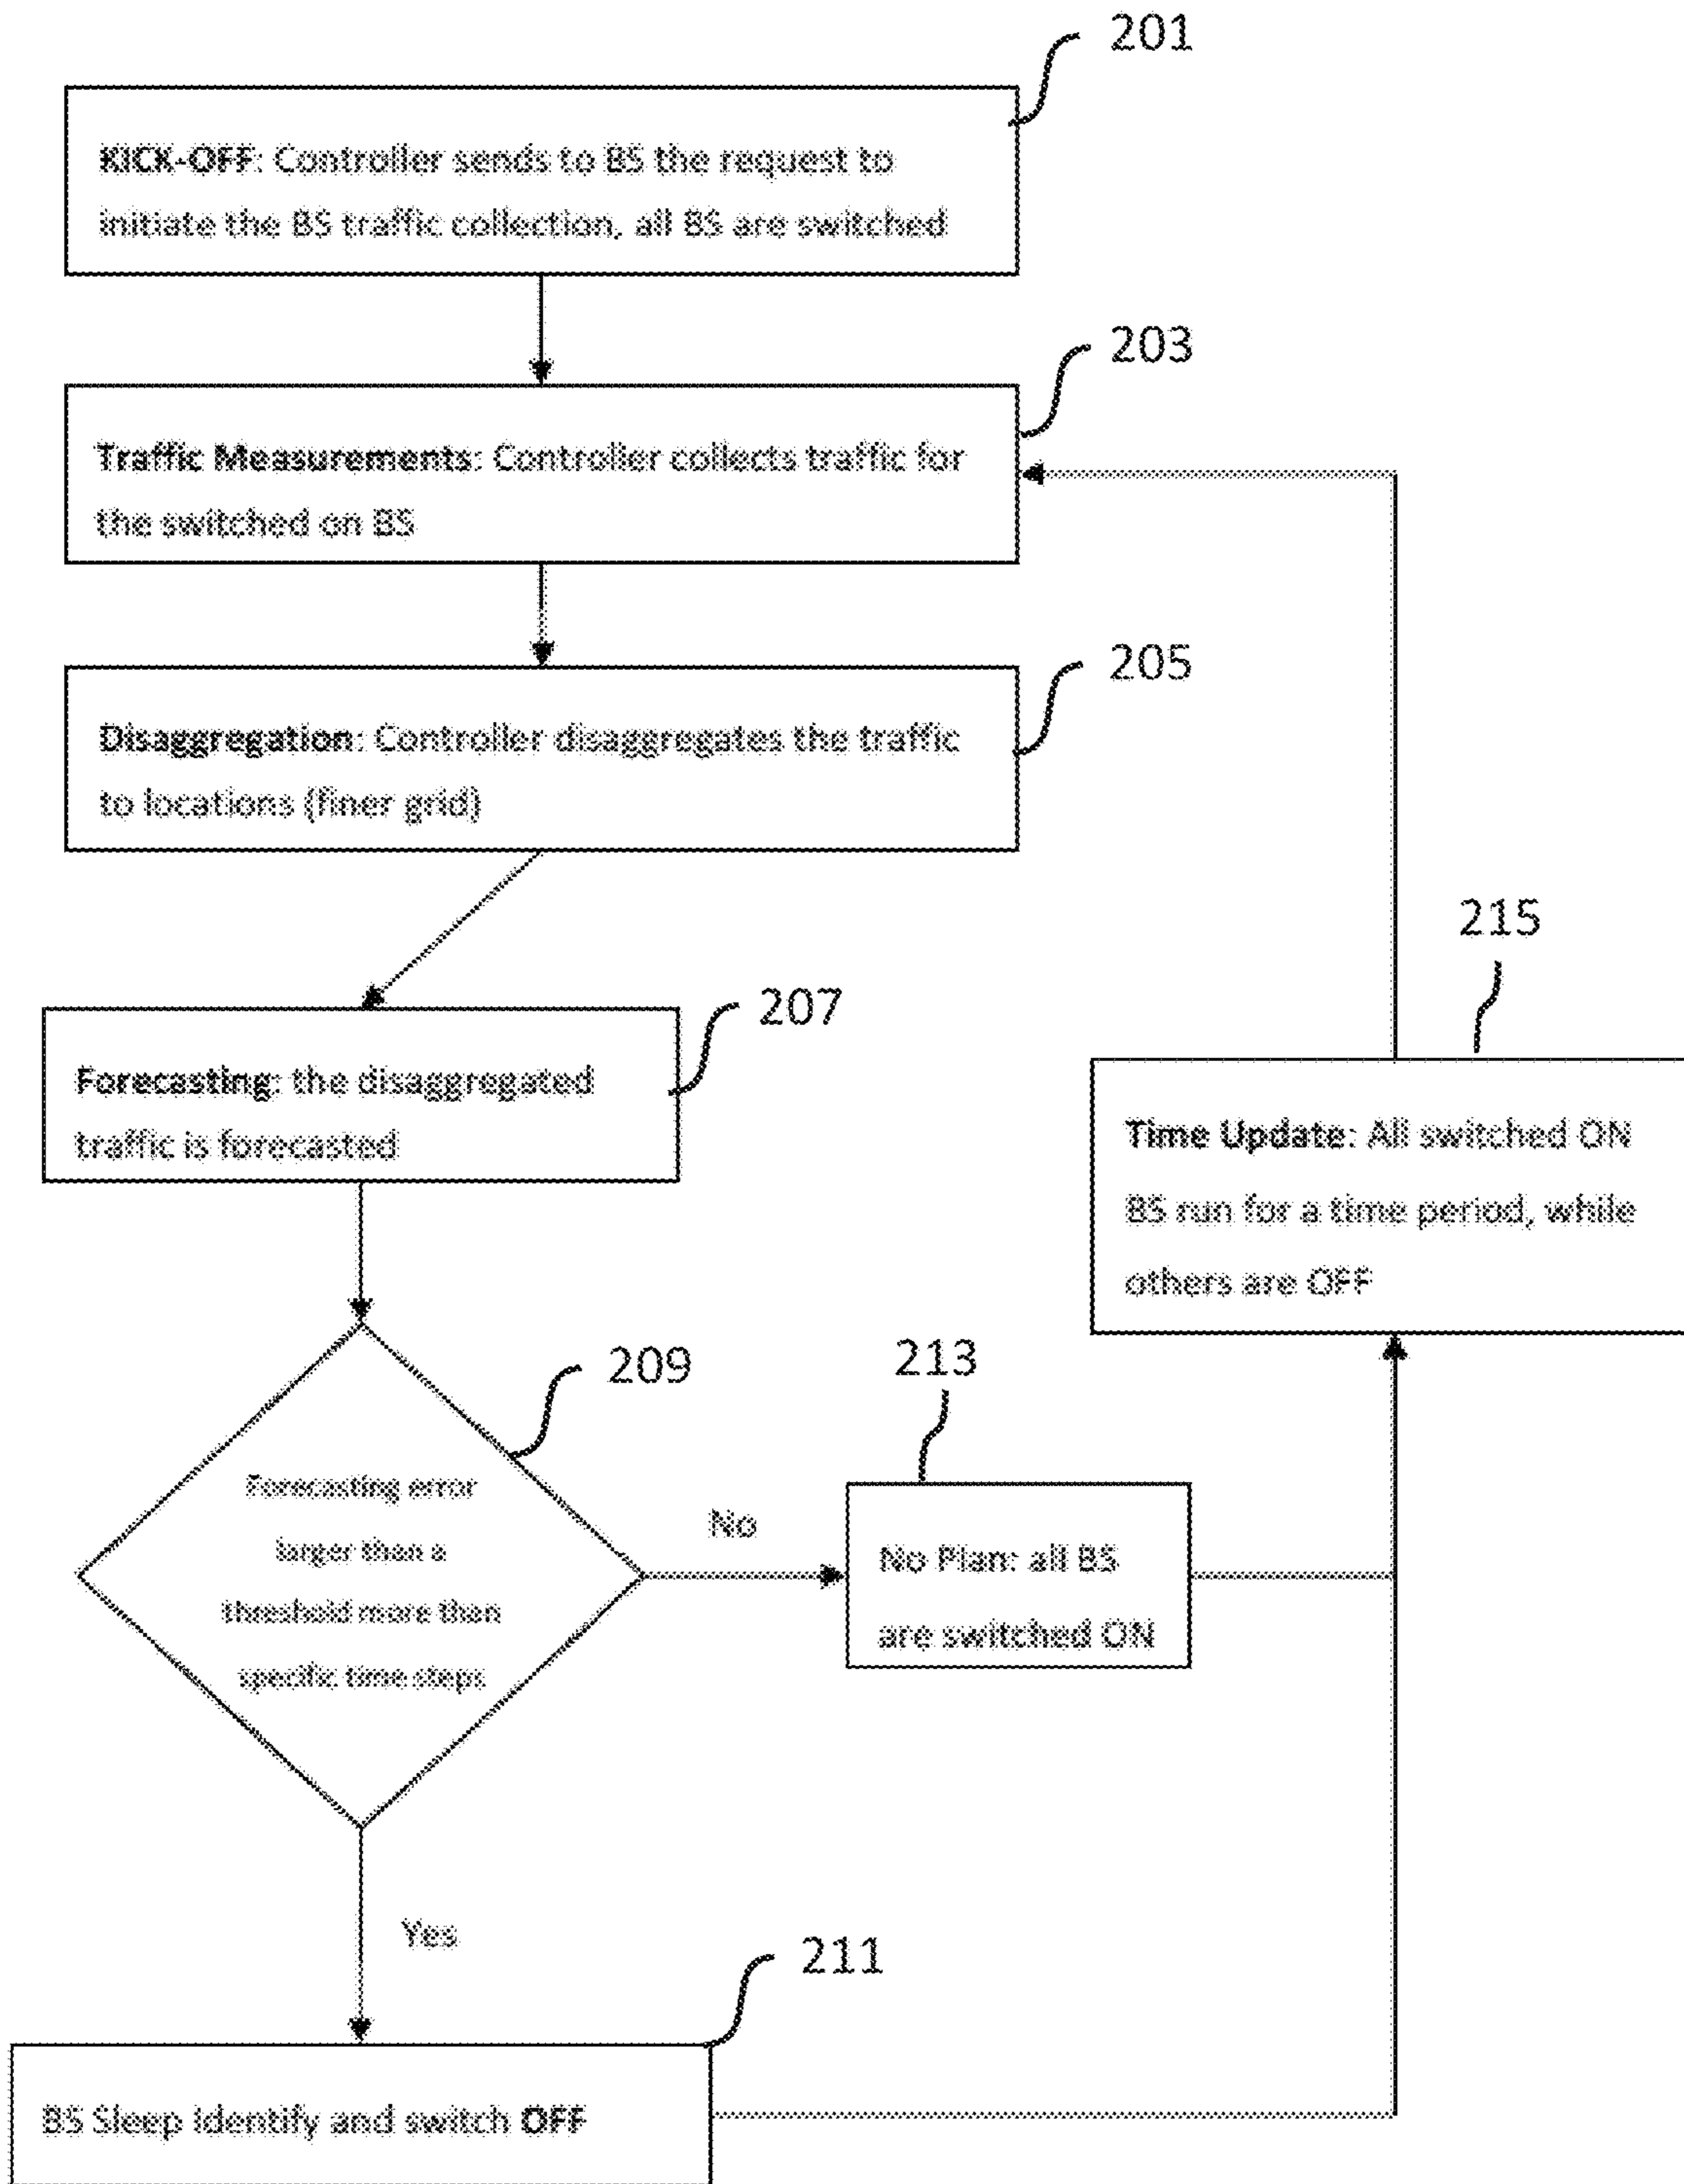 201
KICK-OFF: Controller sends to BS the request to
initiate the BS traffic collection, all BS are switched
203
Traffic Measurements: Controller collects traffic for
the switched on BS
205
Disaggregation: Controller disaggregates the traffic
to locations (finer grid)
215
207
Forecasting: the disaggregated
traffic is forecasted
Time Update: All switched ON
BS run for a time period, while
others are OFF
209
213
Forecasting error
larger than a
threshold more than
specific time steps
No
No Plan: all BS
are switched ON
Yes
211
BS Sleep Identify and switch OFF